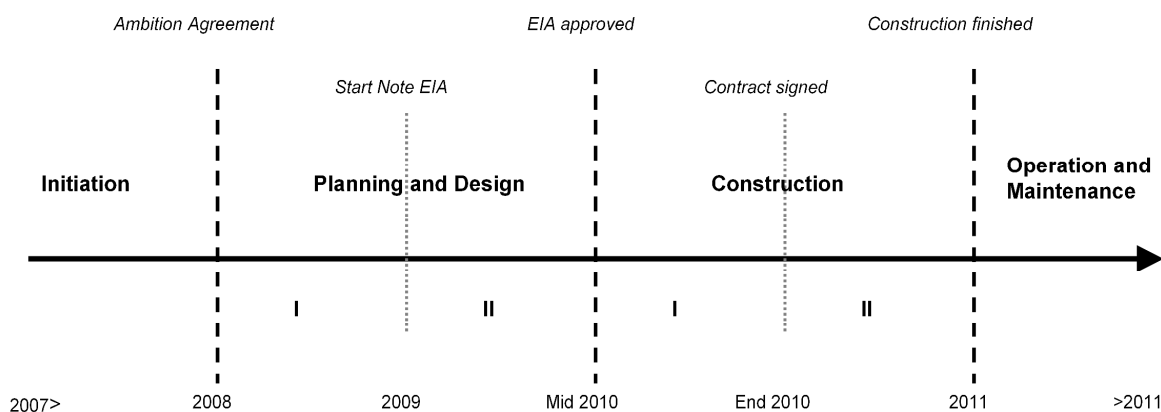 Ambition Agreement
EIA approved
Construction finished
Start Note EIA
Contract signed
Initiation
Planning and Design
Construction
Operation and
Maintenance
I
II
I
II
2007>
2008
2009
Mid 2010
End 2010
2011
>2011